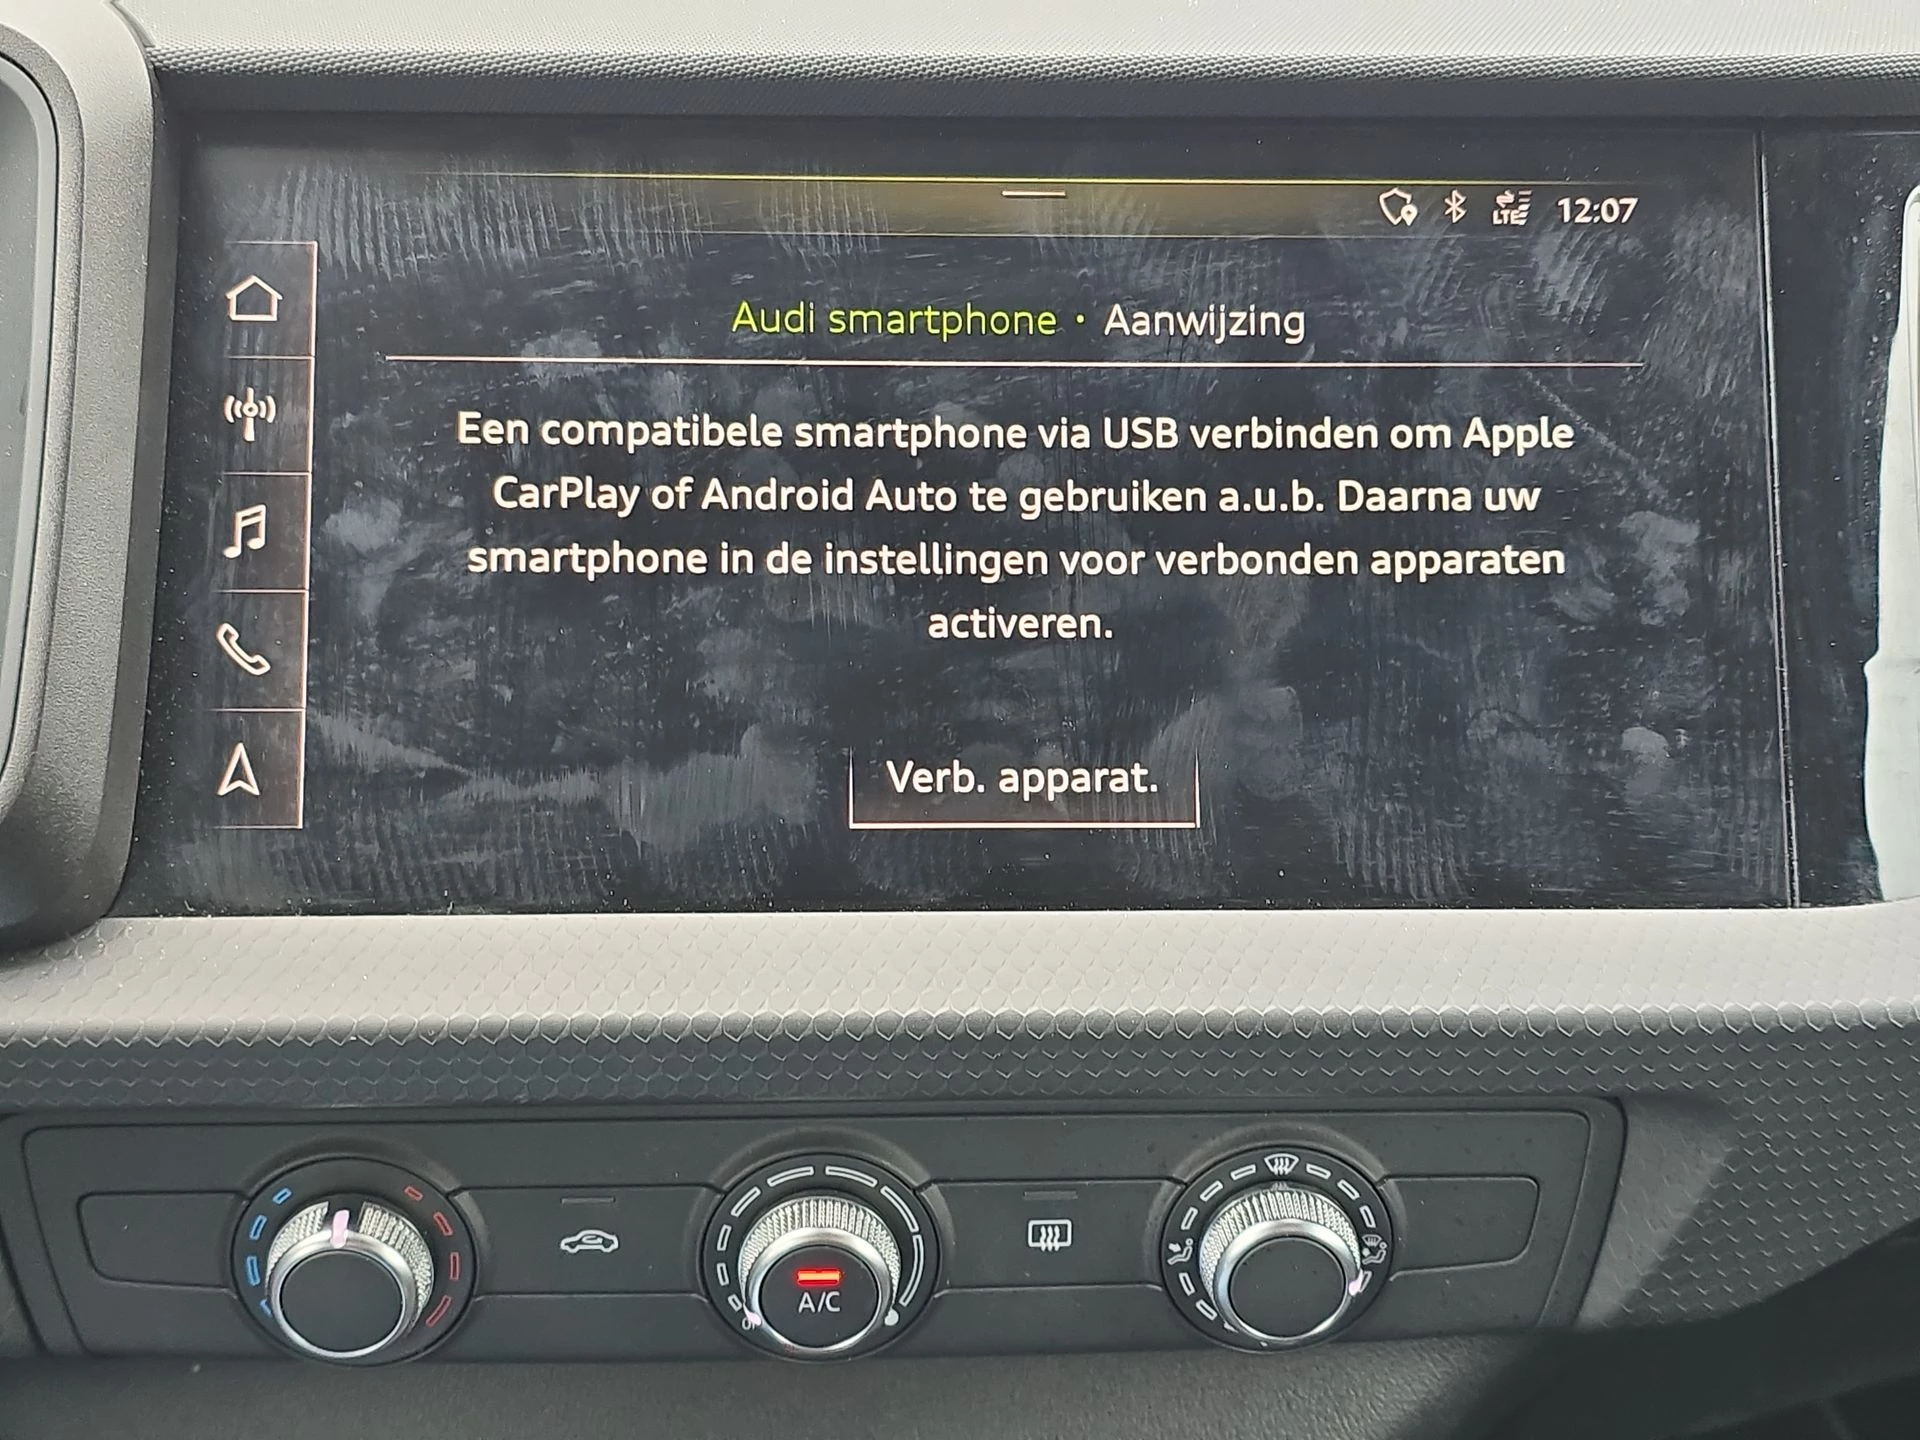 LTE 12:07
Audi smartphone · Aanwijzing
Een compatibele smartphone via USB verbinden om Apple
CarPlay of Android Auto te gebruiken a.u.b. Daarna uw
smartphone in de instellingen voor verbonden apparaten
activeren.
Verb. apparat.
A/C